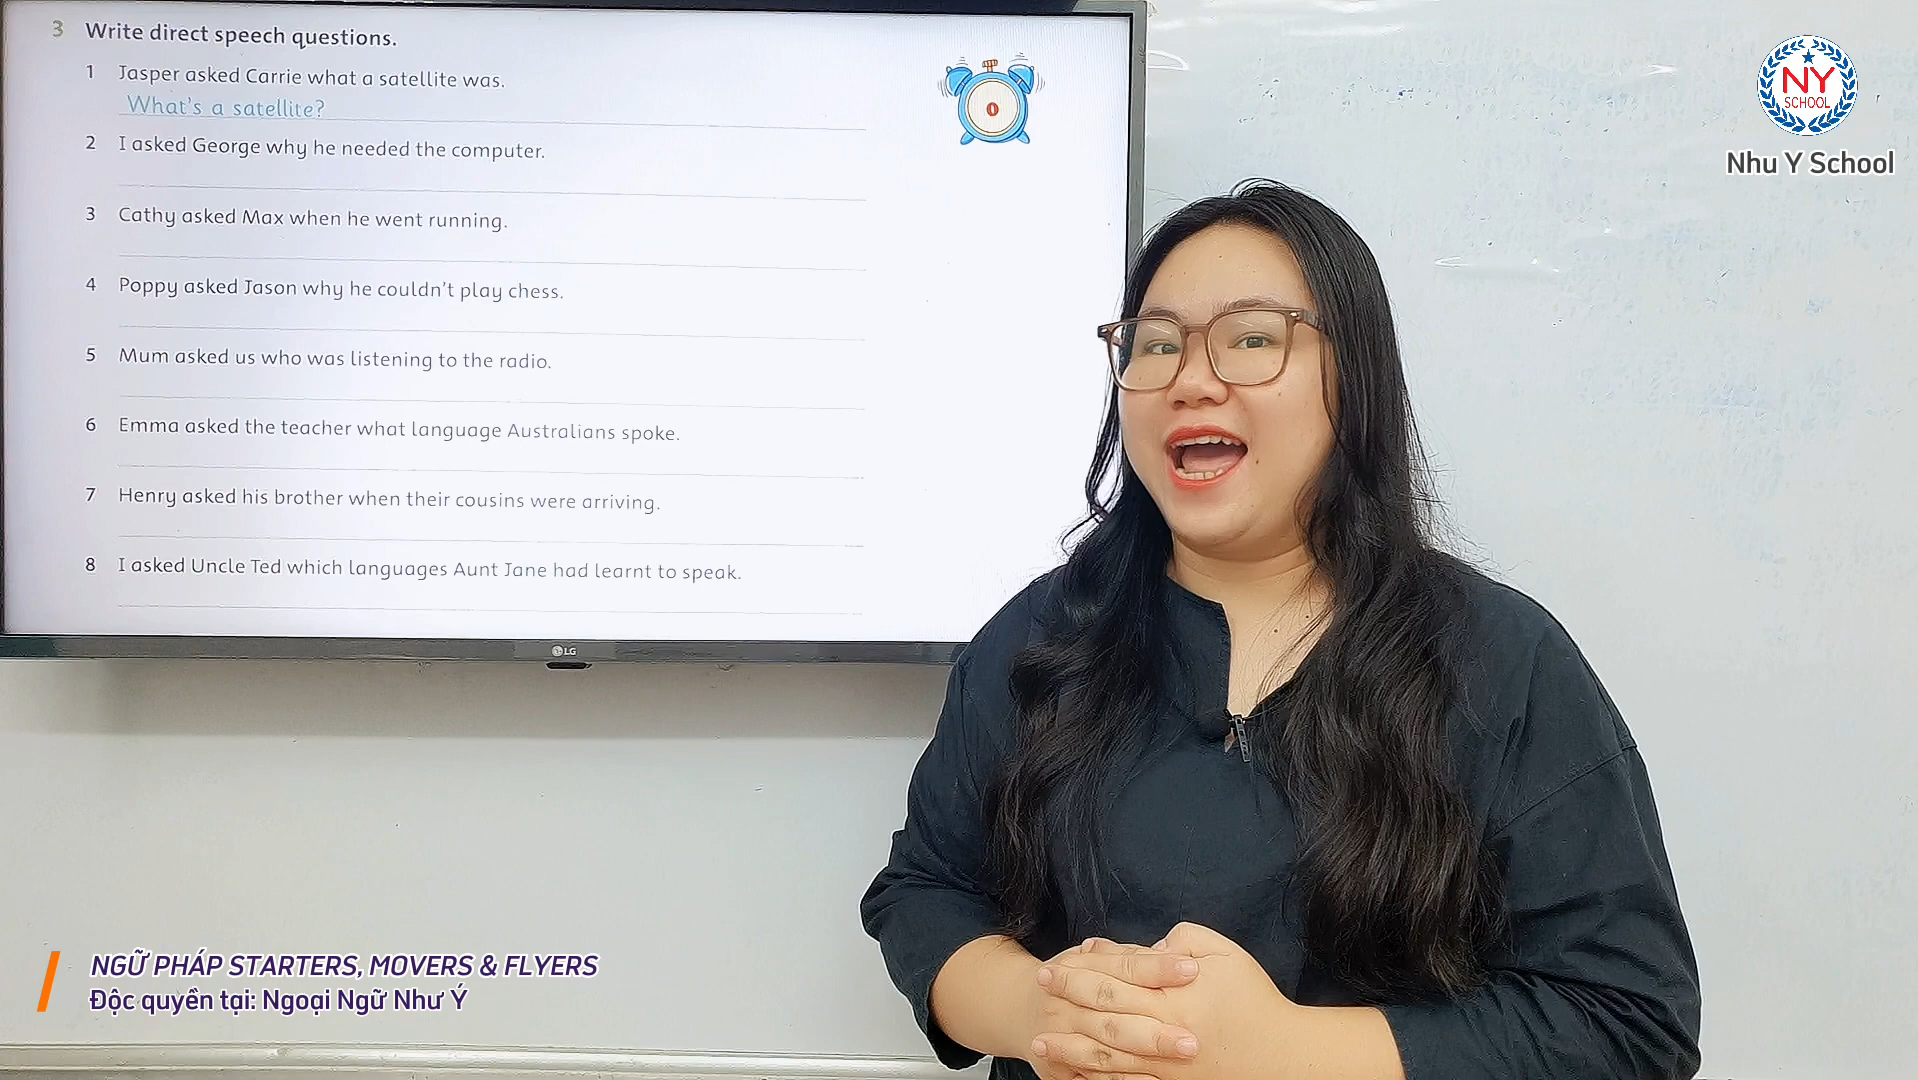 3 Write direct speech questions.
1 Jasper asked Carrie what a satellite was.
What's a satellite?
2 I asked George why he needed the computer.
3 Cathy asked Max when he went running.
4 Poppy asked Jason why he couldn't play chess.
5 Mum asked us who was listening to the radio.
6 Emma asked the teacher what language Australians spoke.
7 Henry asked his brother when their cousins were arriving.
8 I asked Uncle Ted which languages Aunt Jane had learnt to speak.
0
LG
NY
SCHOOL
Nhu Y School
NGỮ PHÁP STARTERS, MOVERS & FLYERS
Độc quyền tại: Ngoại Ngữ Như Ý